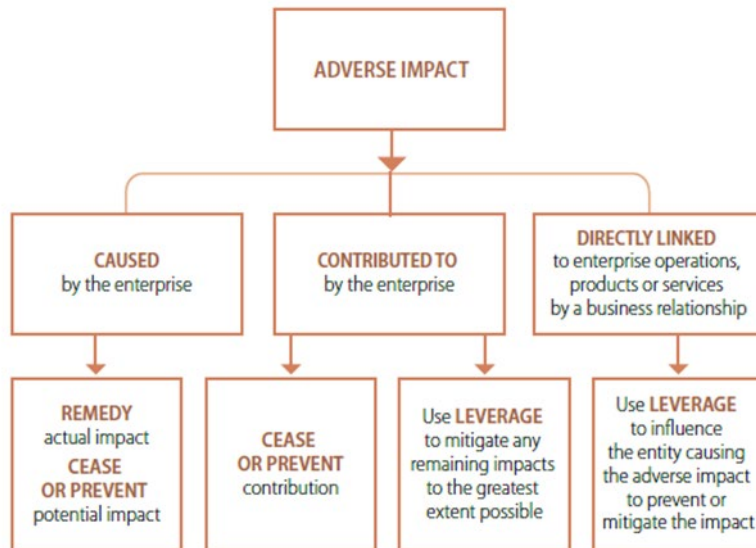 ADVERSE IMPACT
CAUSED
by the enterprise
CONTRIBUTED TO
by the enterprise
DIRECTLY LINKED
to enterprise operations,
products or services
by a business relationship
REMEDY
actual impact
CEASE
OR PREVENT
potential impact
CEASE
OR PREVENT
contribution
Use LEVERAGE
to mitigate any
remaining impacts
to the greatest
extent possible
Use LEVERAGE
to influence
the entity causing
the adverse impact
to prevent or
mitigate the impact